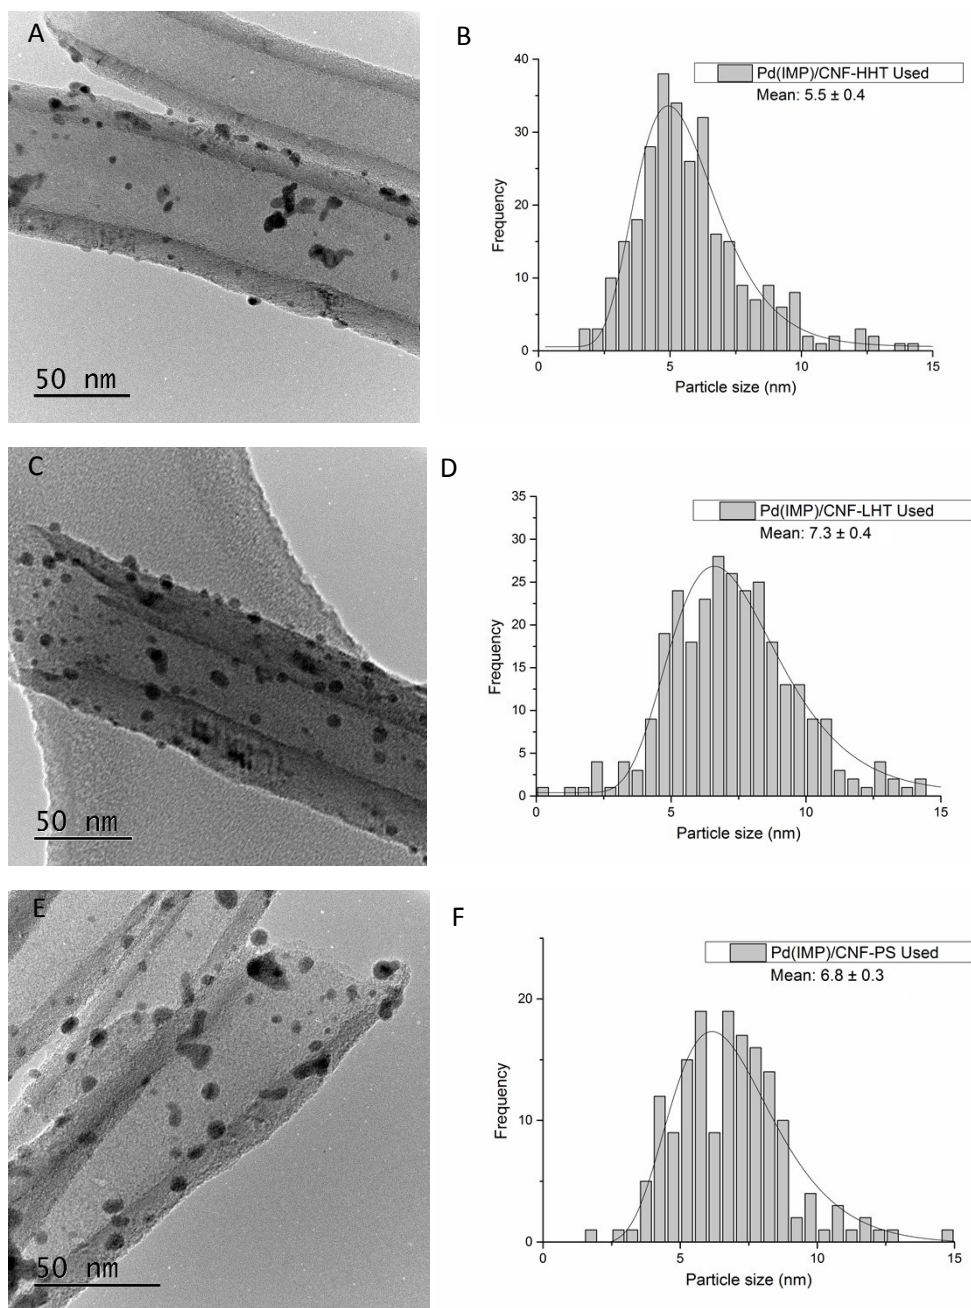 A
50 nm
B
Pd(IMP)/CNF-HHT Used
Mean: 5.5 ± 0.4
40
30
20
10
0
Frequency
0 5 10 15
Particle size (nm)
C
50 nm
D
Pd(IMP)/CNF-LHT Used
Mean: 7.3 ± 0.4
35
30
25
20
15
10
5
0
Frequency
0 5 10 15
Particle size (nm)
E
50 nm
F
Pd(IMP)/CNF-PS Used
Mean: 6.8 ± 0.3
20
10
0
Frequency
0 5 10 15
Particle size (nm)